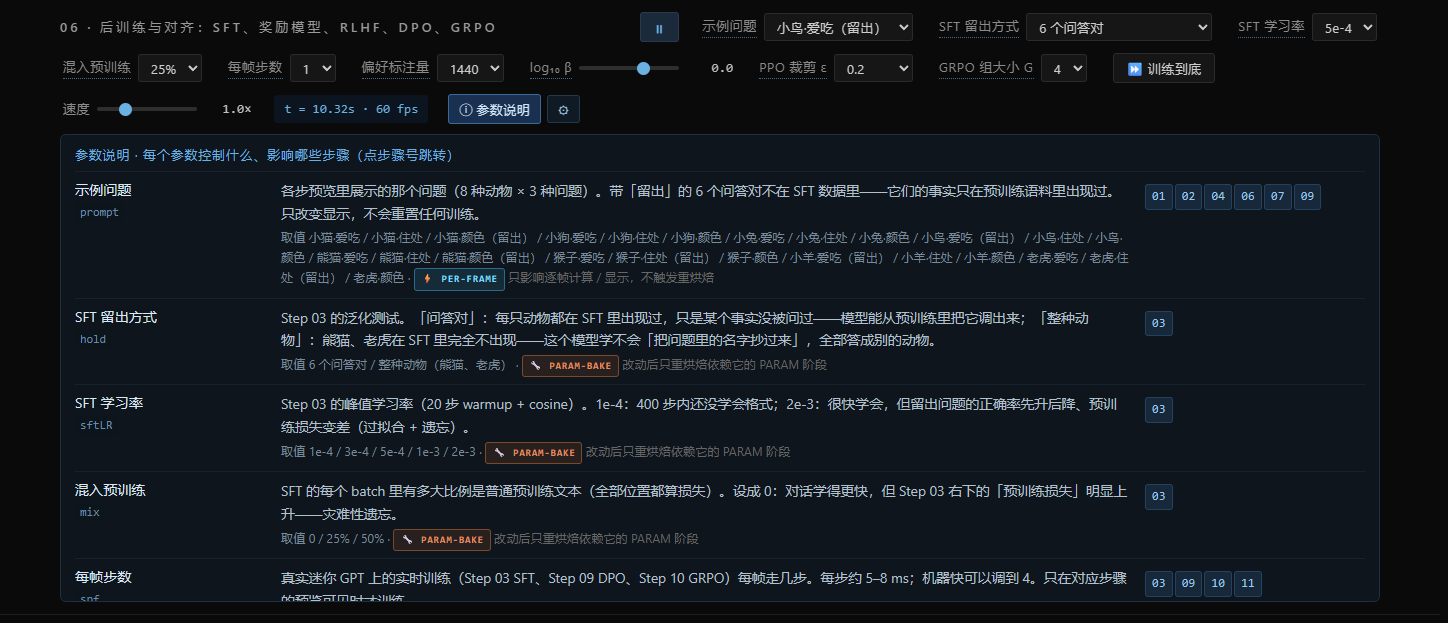 06 · 后训练与对齐: SFT、奖励模型、RLHF、DPO、GRPO
⏸ 示例问题 小鸟·爱吃（留出） SFT 留出方式 6 个问答对 SFT 学习率 5e-4
混入预训练 25% 每帧步数 1 偏好标注量 1440 log₁₀ β 0.0 PPO 裁剪 ε 0.2 GRPO 组大小 G 4 ⏩ 训练到底
速度 1.0x t = 10.32s · 60 fps ⓘ 参数说明 ⚙
参数说明 · 每个参数控制什么、影响哪些步骤（点步骤号跳转）
示例问题 各步预览里展示的那个问题（8 种动物 × 3 种问题）。带「留出」的 6 个问答对不在 SFT 数据里——它们的事实只在预训练语料里出现过。 01 02 04 06 07 09
prompt 只改变显示，不会重置任何训练。
取值 小猫·爱吃 / 小猫·住处 / 小猫·颜色（留出） / 小狗·爱吃 / 小狗·住处 / 小狗·颜色 / 小兔·爱吃 / 小兔·住处 / 小兔·颜色 / 小鸟·爱吃（留出） / 小鸟·住处 / 小鸟·
颜色 / 熊猫·爱吃 / 熊猫·住处 / 熊猫·颜色（留出） / 猴子·爱吃 / 猴子·住处（留出） / 猴子·颜色 / 小羊·爱吃（留出） / 小羊·住处 / 小羊·颜色 / 老虎·爱吃 / 老虎·住
处（留出） / 老虎·颜色 · ⚡ PER-FRAME 只影响逐帧计算 / 显示，不触发重烘焙
SFT 留出方式 Step 03 的泛化测试。「问答对」：每只动物都在 SFT 里出现过，只是某个事实没被问过——模型能从预训练里把它调出来；「整种动 03
hold 物」：熊猫、老虎在 SFT 里完全不出现——这个模型学不会「把问题里的名字抄过来」，全部答成别的动物。
取值 6 个问答对 / 整种动物（熊猫、老虎） · 🔧 PARAM-BAKE 改动后只重烘焙依赖它的 PARAM 阶段
SFT 学习率 Step 03 的峰值学习率（20 步 warmup + cosine）。1e-4：400 步内还没学会格式；2e-3：很快学会，但留出问题的正确率先升后降、预训 03
sftLR 练损失变差（过拟合 + 遗忘）。
取值 1e-4 / 3e-4 / 5e-4 / 1e-3 / 2e-3 · 🔧 PARAM-BAKE 改动后只重烘焙依赖它的 PARAM 阶段
混入预训练 SFT 的每个 batch 里有多大比例是普通预训练文本（全部位置都算损失）。设成 0：对话学得更快，但 Step 03 右下的「预训练损失」明显上 03
mix 升——灾难性遗忘。
取值 0 / 25% / 50% · 🔧 PARAM-BAKE 改动后只重烘焙依赖它的 PARAM 阶段
每帧步数 真实迷你 GPT 上的实时训练（Step 03 SFT、Step 09 DPO、Step 10 GRPO）每帧走几步。每步约 5–8 ms；机器快可以调到 4。只在对应步骤 03 09 10 11
spf 的预览可见时才训练。